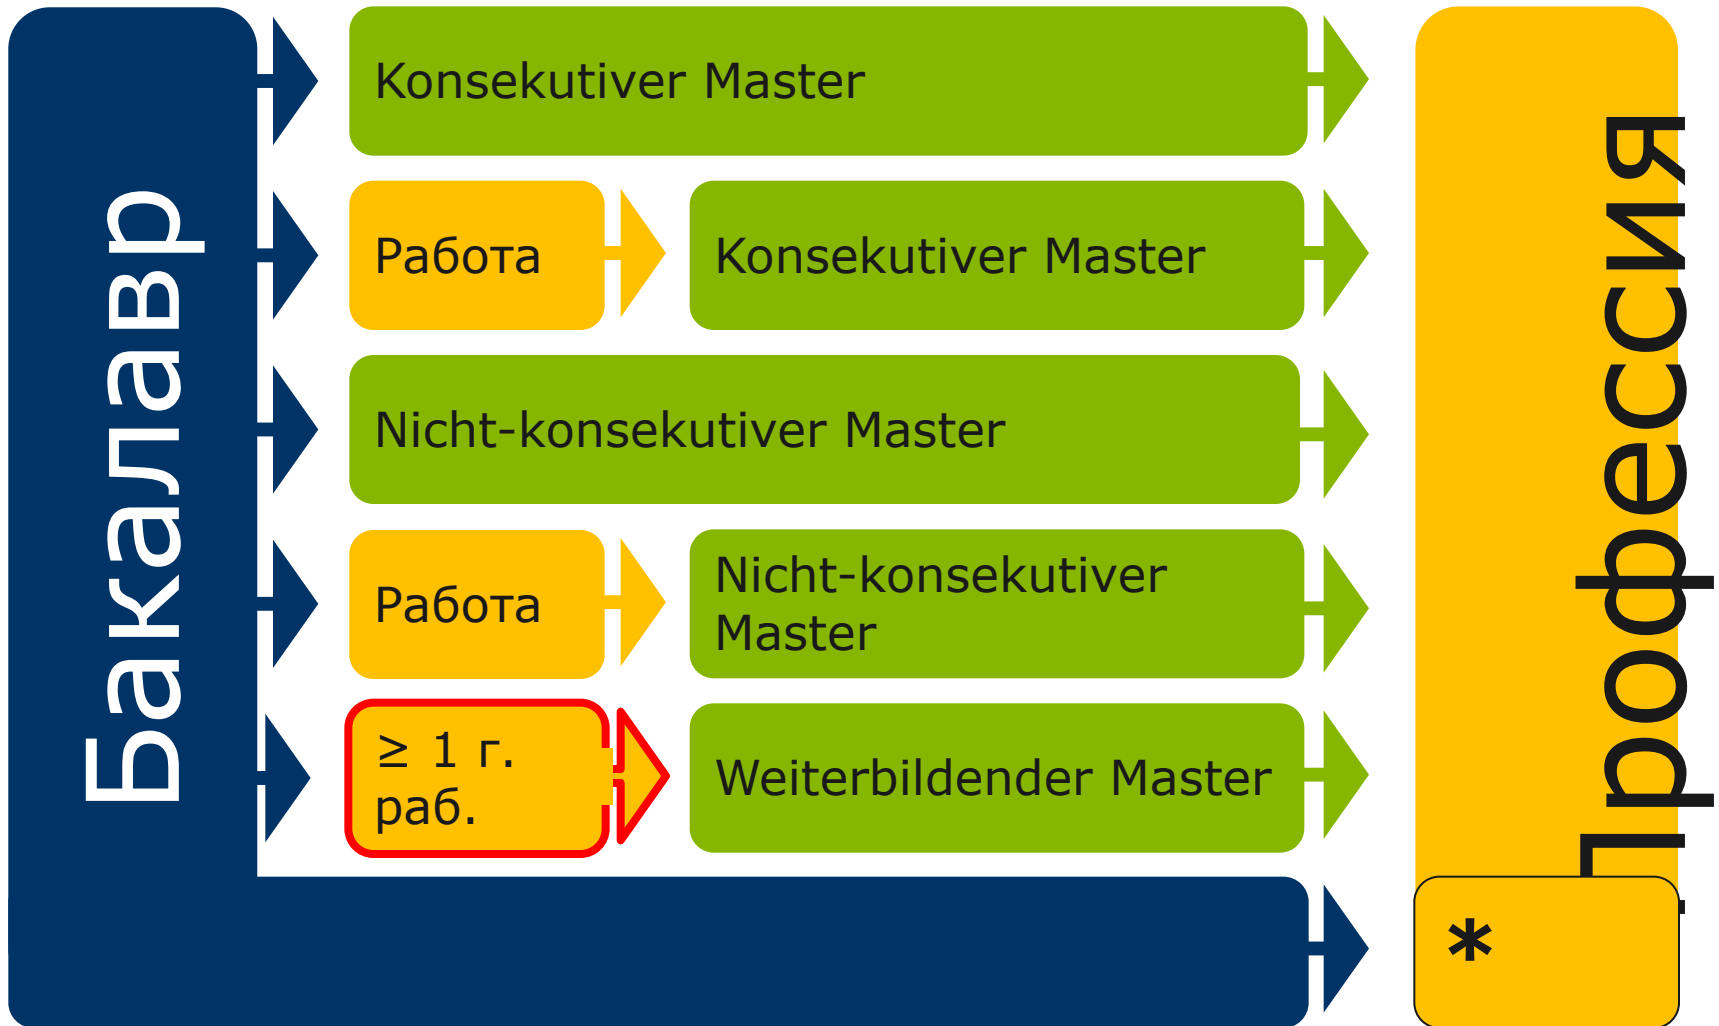 Бакалавр
Konsekutiver Master
Работа
Konsekutiver Master
Nicht-konsekutiver Master
Работа
Nicht-konsekutiver
Master
≥ 1 г.
раб.
Weiterbildender Master
Профессия
*